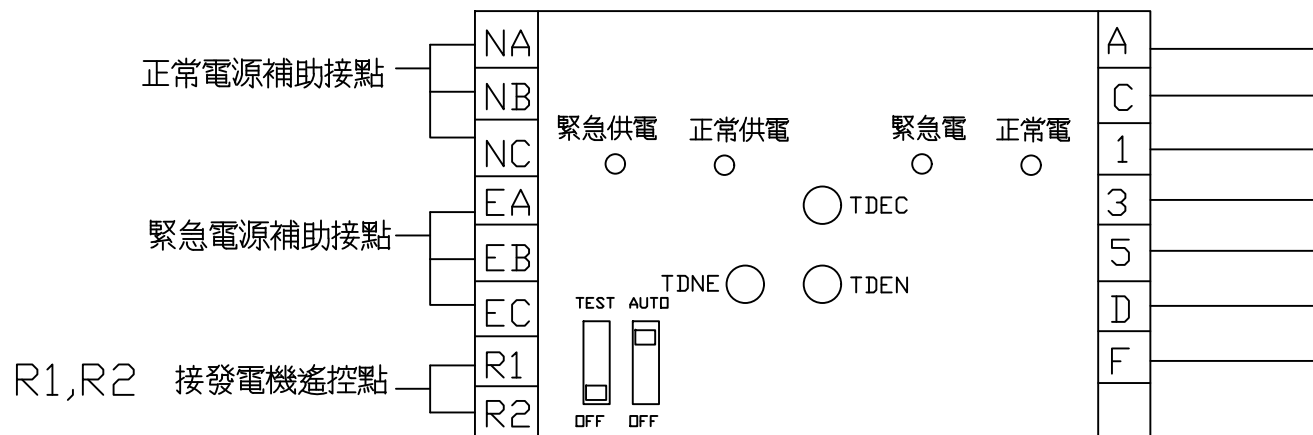 NA
正常電源補助接點
NB
NC
EA
緊急電源補助接點
EB
EC
R1,R2 接發電機遙控點
R1
R2
緊急供電 正常供電 緊急電 正常電
TDEC
TDNE TDEN
TEST AUTO
OFF OFF
A
C
1
3
5
D
F